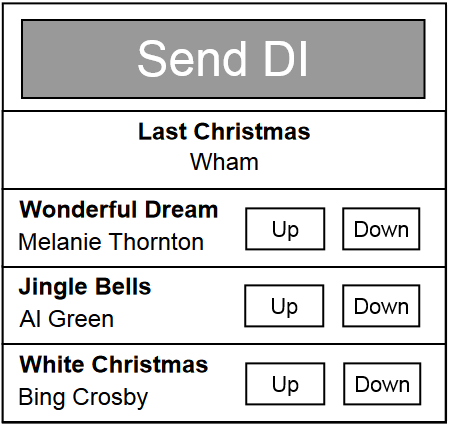 Send DI
Last Christmas
Wham
Wonderful Dream
Melanie Thornton
Up Down
Jingle Bells
Al Green
Up Down
White Christmas
Bing Crosby
Up Down